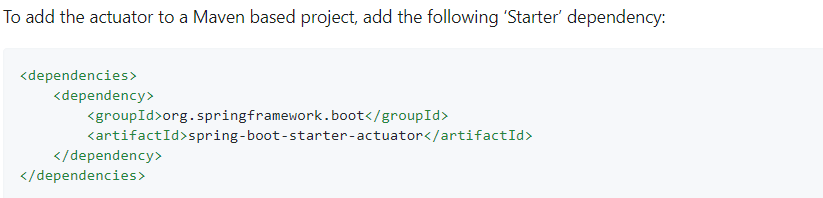 To add the actuator to a Maven based project, add the following ‘Starter’ dependency:
<dependencies>
    <dependency>
        <groupId>org.springframework.boot</groupId>
        <artifactId>spring-boot-starter-actuator</artifactId>
    </dependency>
</dependencies>